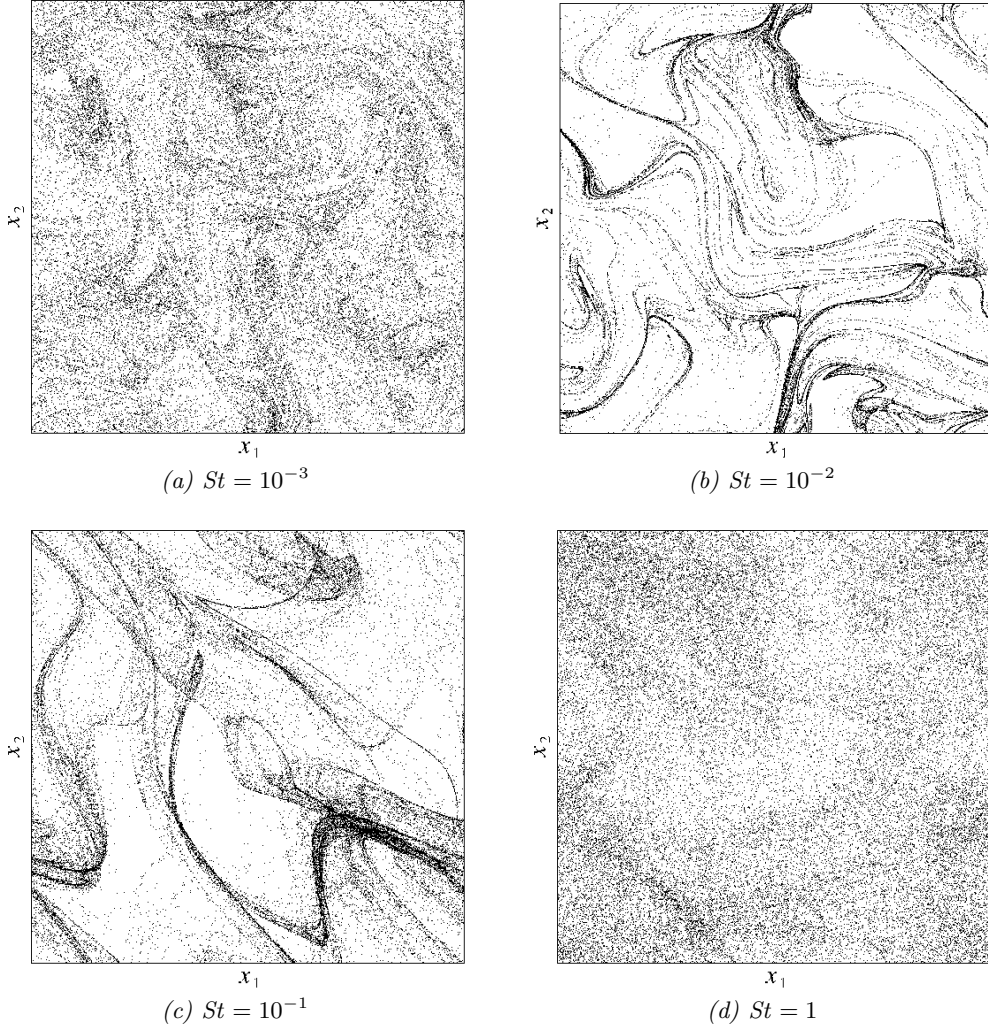 x₂
x₂
x₁
x₁
(a) St = 10⁻³
(b) St = 10⁻²
x₂
x₂
x₁
x₁
(c) St = 10⁻¹
(d) St = 1